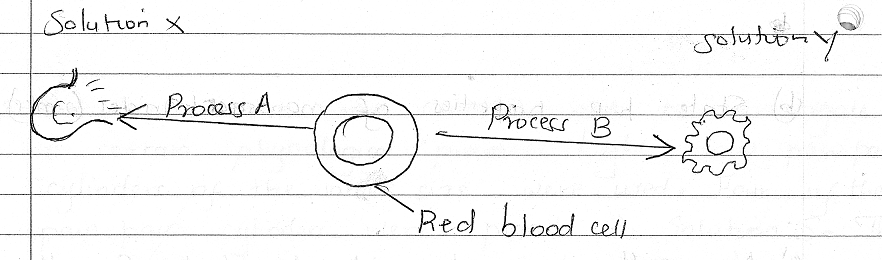 Solution X
Solution Y
Process A
Process B
Red blood cell